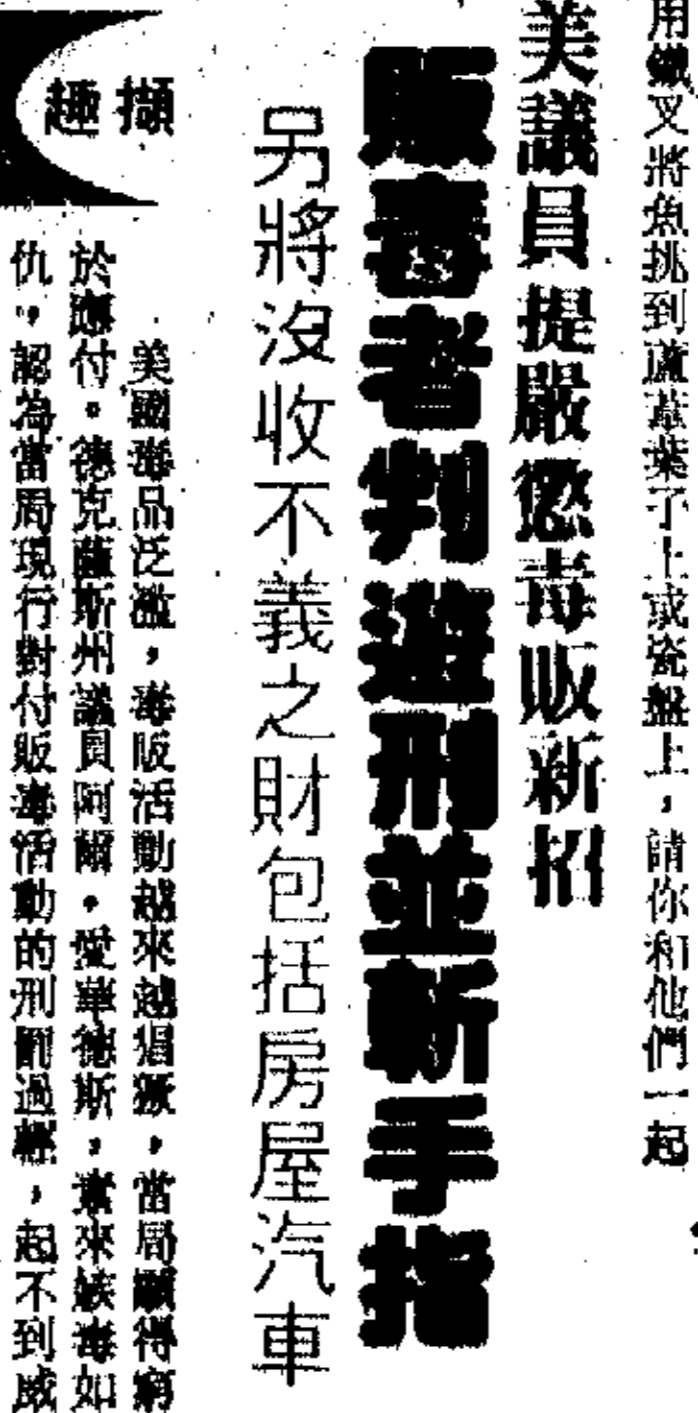 用鐵叉將魚挑到蘆葦葉子上或瓷盤上，請你和他們一起
美議員提嚴懲毒販新招
販毒者判遊刑並斬手指
另將沒收不義之財包括房屋汽車
擷趣
美國毒品泛濫，毒販活動越來越猖獗，當局顯得窮
於應付。德克薩斯州議員阿爾•愛華德斯，素來嫉毒如
仇，認為當局現行對付販毒活動的刑罰過輕，起不到威